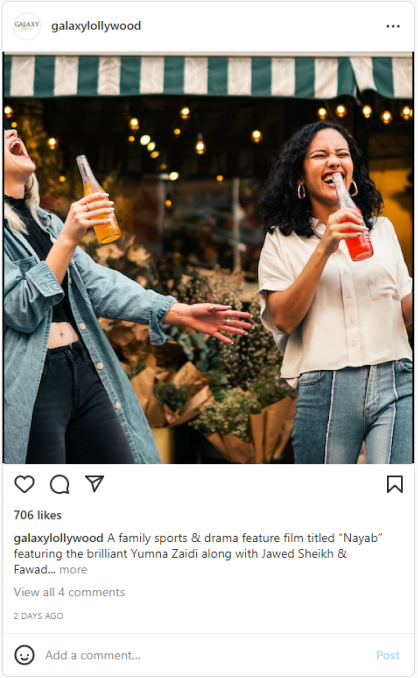 GALAXY
galaxylollywood
706 likes
galaxylollywood A family sports & drama feature film titled “Nayab”
featuring the brilliant Yumna Zaidi along with Jawed Sheikh &
Fawad... more
View all 4 comments
2 DAYS AGO
Add a comment...
Post